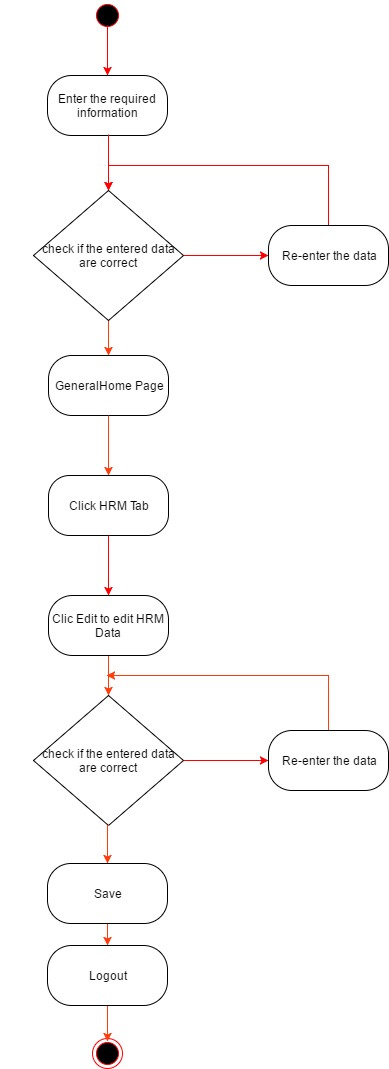 Enter the required
information
check if the entered data
are correct
Re-enter the data
GeneralHome Page
Click HRM Tab
Clic Edit to edit HRM
Data
check if the entered data
are correct
Re-enter the data
Save
Logout